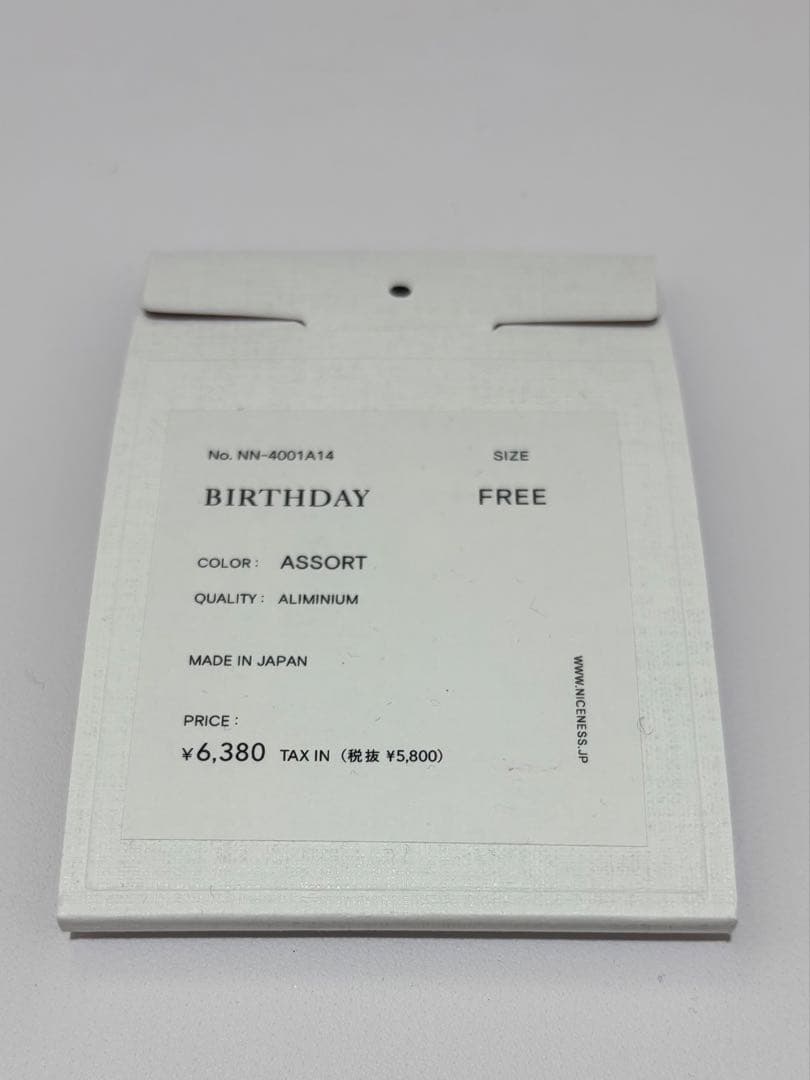 No. NN-4001A14
SIZE
BIRTHDAY
FREE
COLOR: ASSORT
QUALITY: ALIMINIUM
MADE IN JAPAN
PRICE:
¥6,380 TAX IN (税抜 ¥5,800)
WWW.NICENESS.JP